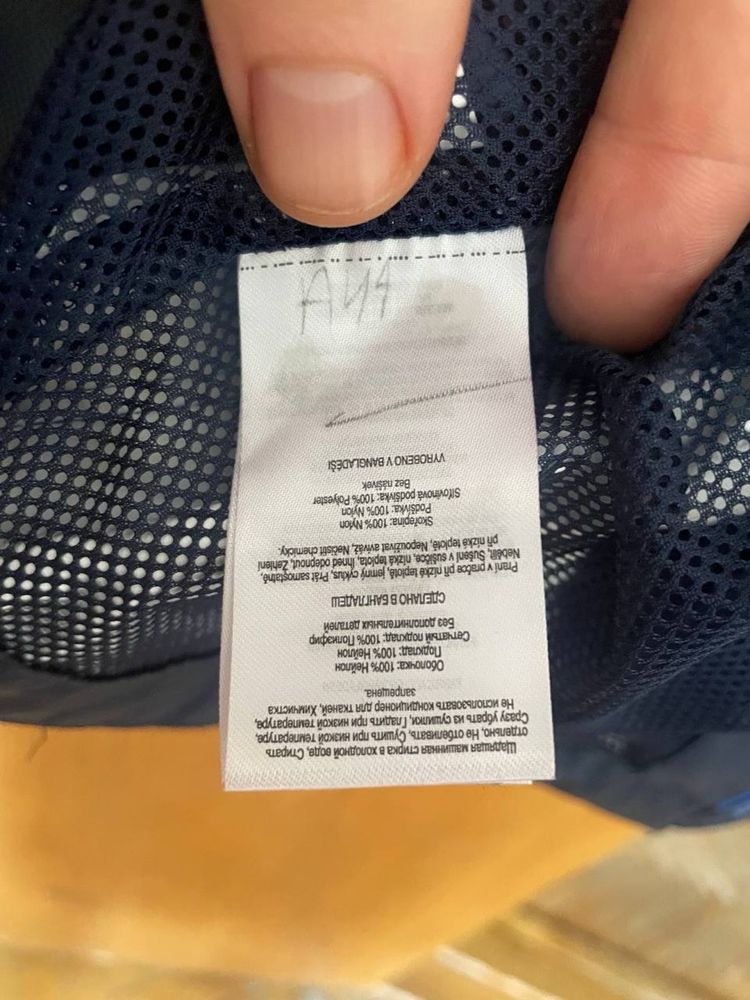 Щадящая машинная стирка в холодной воде, Стирать
отдельно, Не отбеливать, Сушить при низкой температуре,
Сразу убрать из сушилки, Гладить при низкой температуре,
Не использовать кондиционер для тканей, Химчистка
запрещена.
Оболочка: 100% Нейлон
Подклад: 100% Нейлон
Сетчатый подклад: 100% Полиэфир
Без дополнительных деталей
СДЕЛАНО В БАНГЛАДЕШ
Praní v pračce při nízké teplotě, jemný cyklus, Prát samostatně,
Nebělit, Sušení v sušičce, nízká teplota, Ihned odepnout, Žehlení
při nízké teplotě, Nepoužívat aviváž, Nečistit chemicky.
Skořepina: 100% Nylon
Podšívka: 100% Nylon
Síťovinová podšívka: 100% Polyester
Bez nášivek
VYROBENO V BANGLADÉŠI